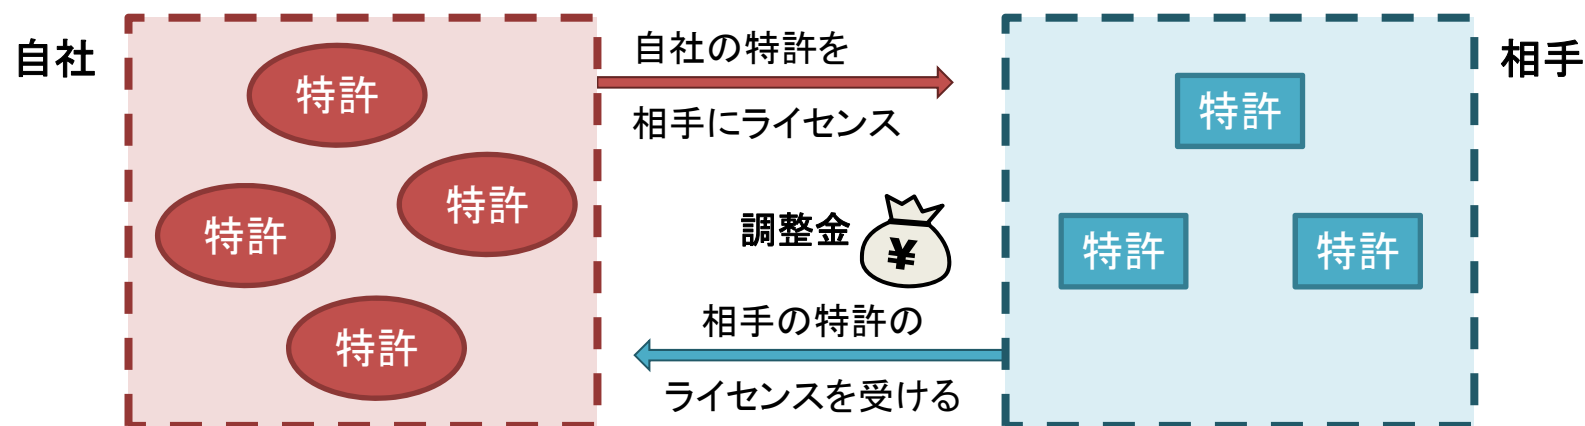 自社
特許
特許
特許
特許
自社の特許を
相手にライセンス
調整金
¥
相手の特許の
ライセンスを受ける
相手
特許
特許
特許